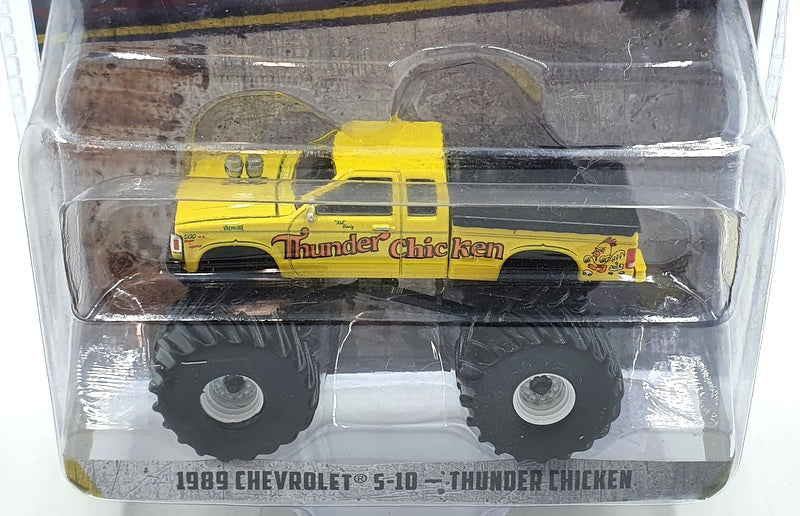 Thunder Chicken
1989 CHEVROLET® S-10 – THUNDER CHICKEN